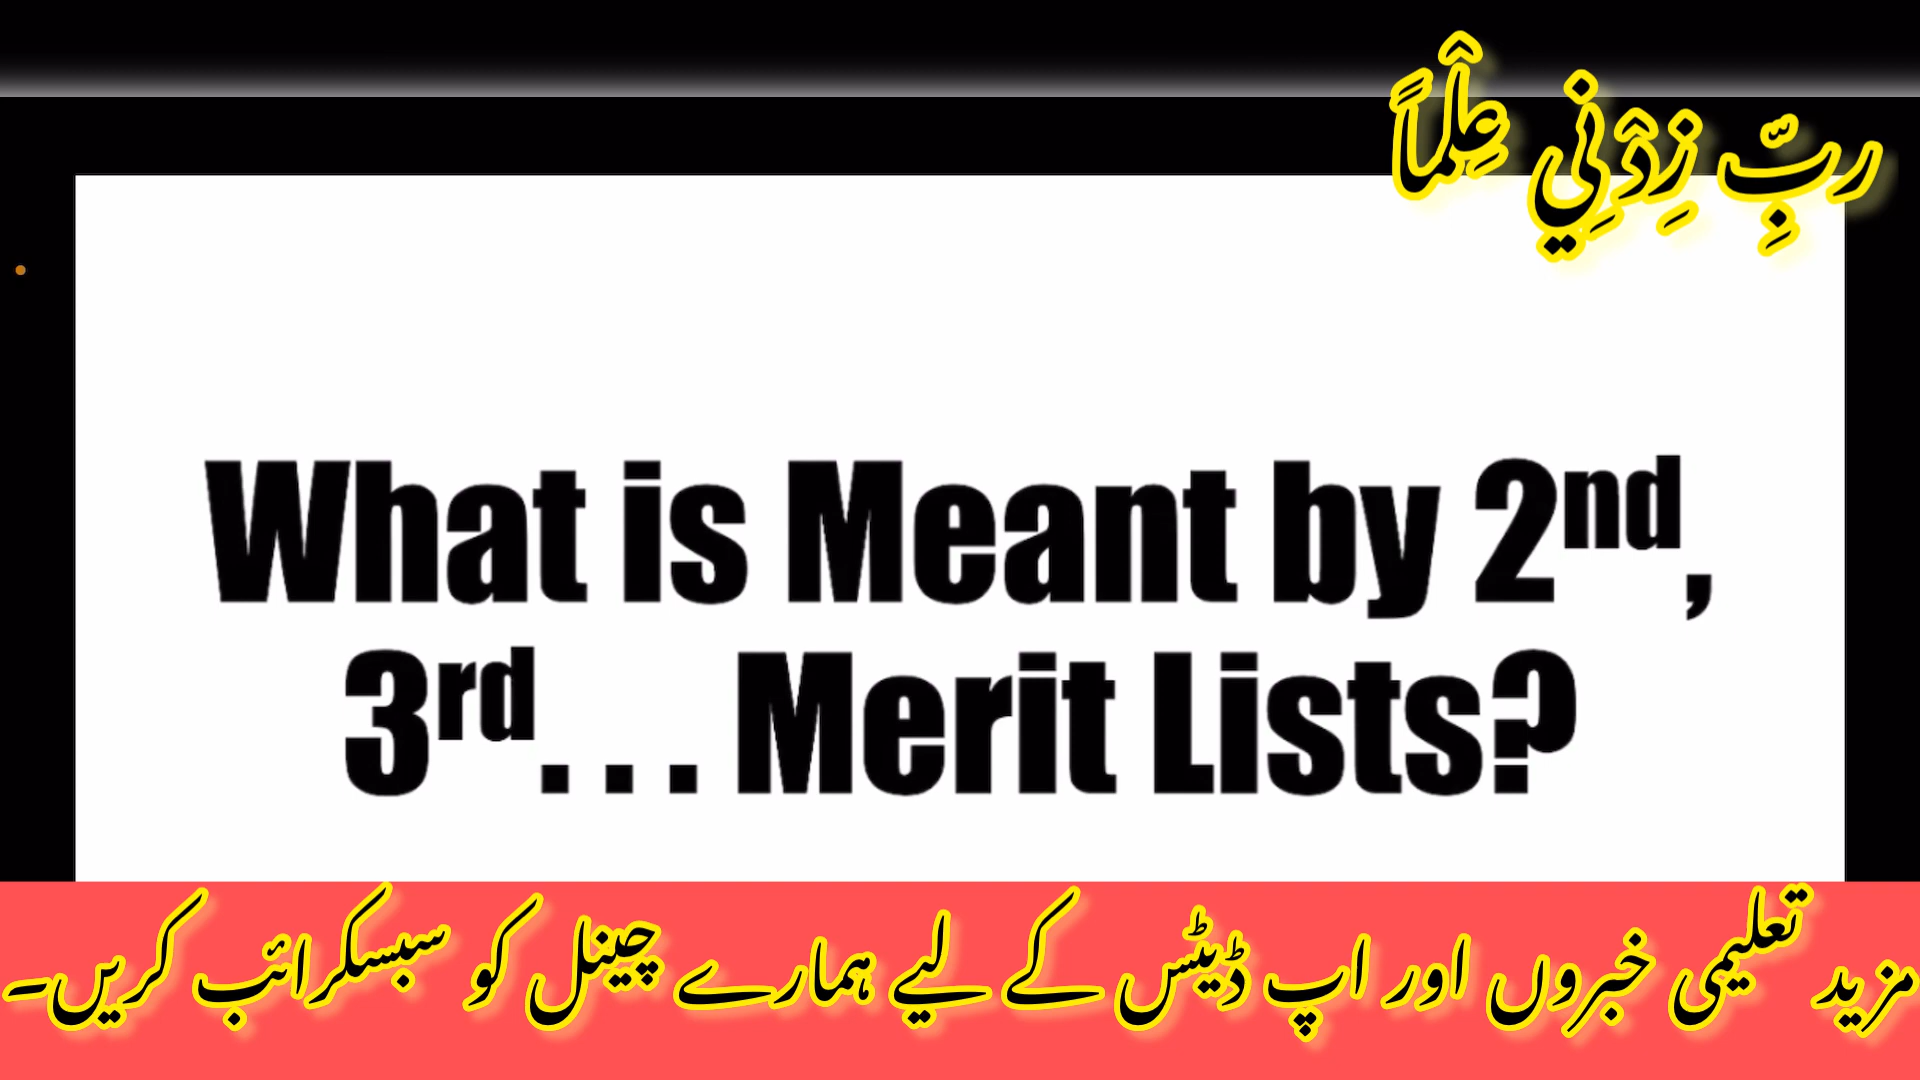 ربِّ زِدْنِي عِلْمًا
What is Meant by 2nd,
3rd... Merit Lists?
مزید تعلیمی خبروں اور اپ ڈیٹس کے لیے ہمارے چینل کو سبسکرائب کریں۔